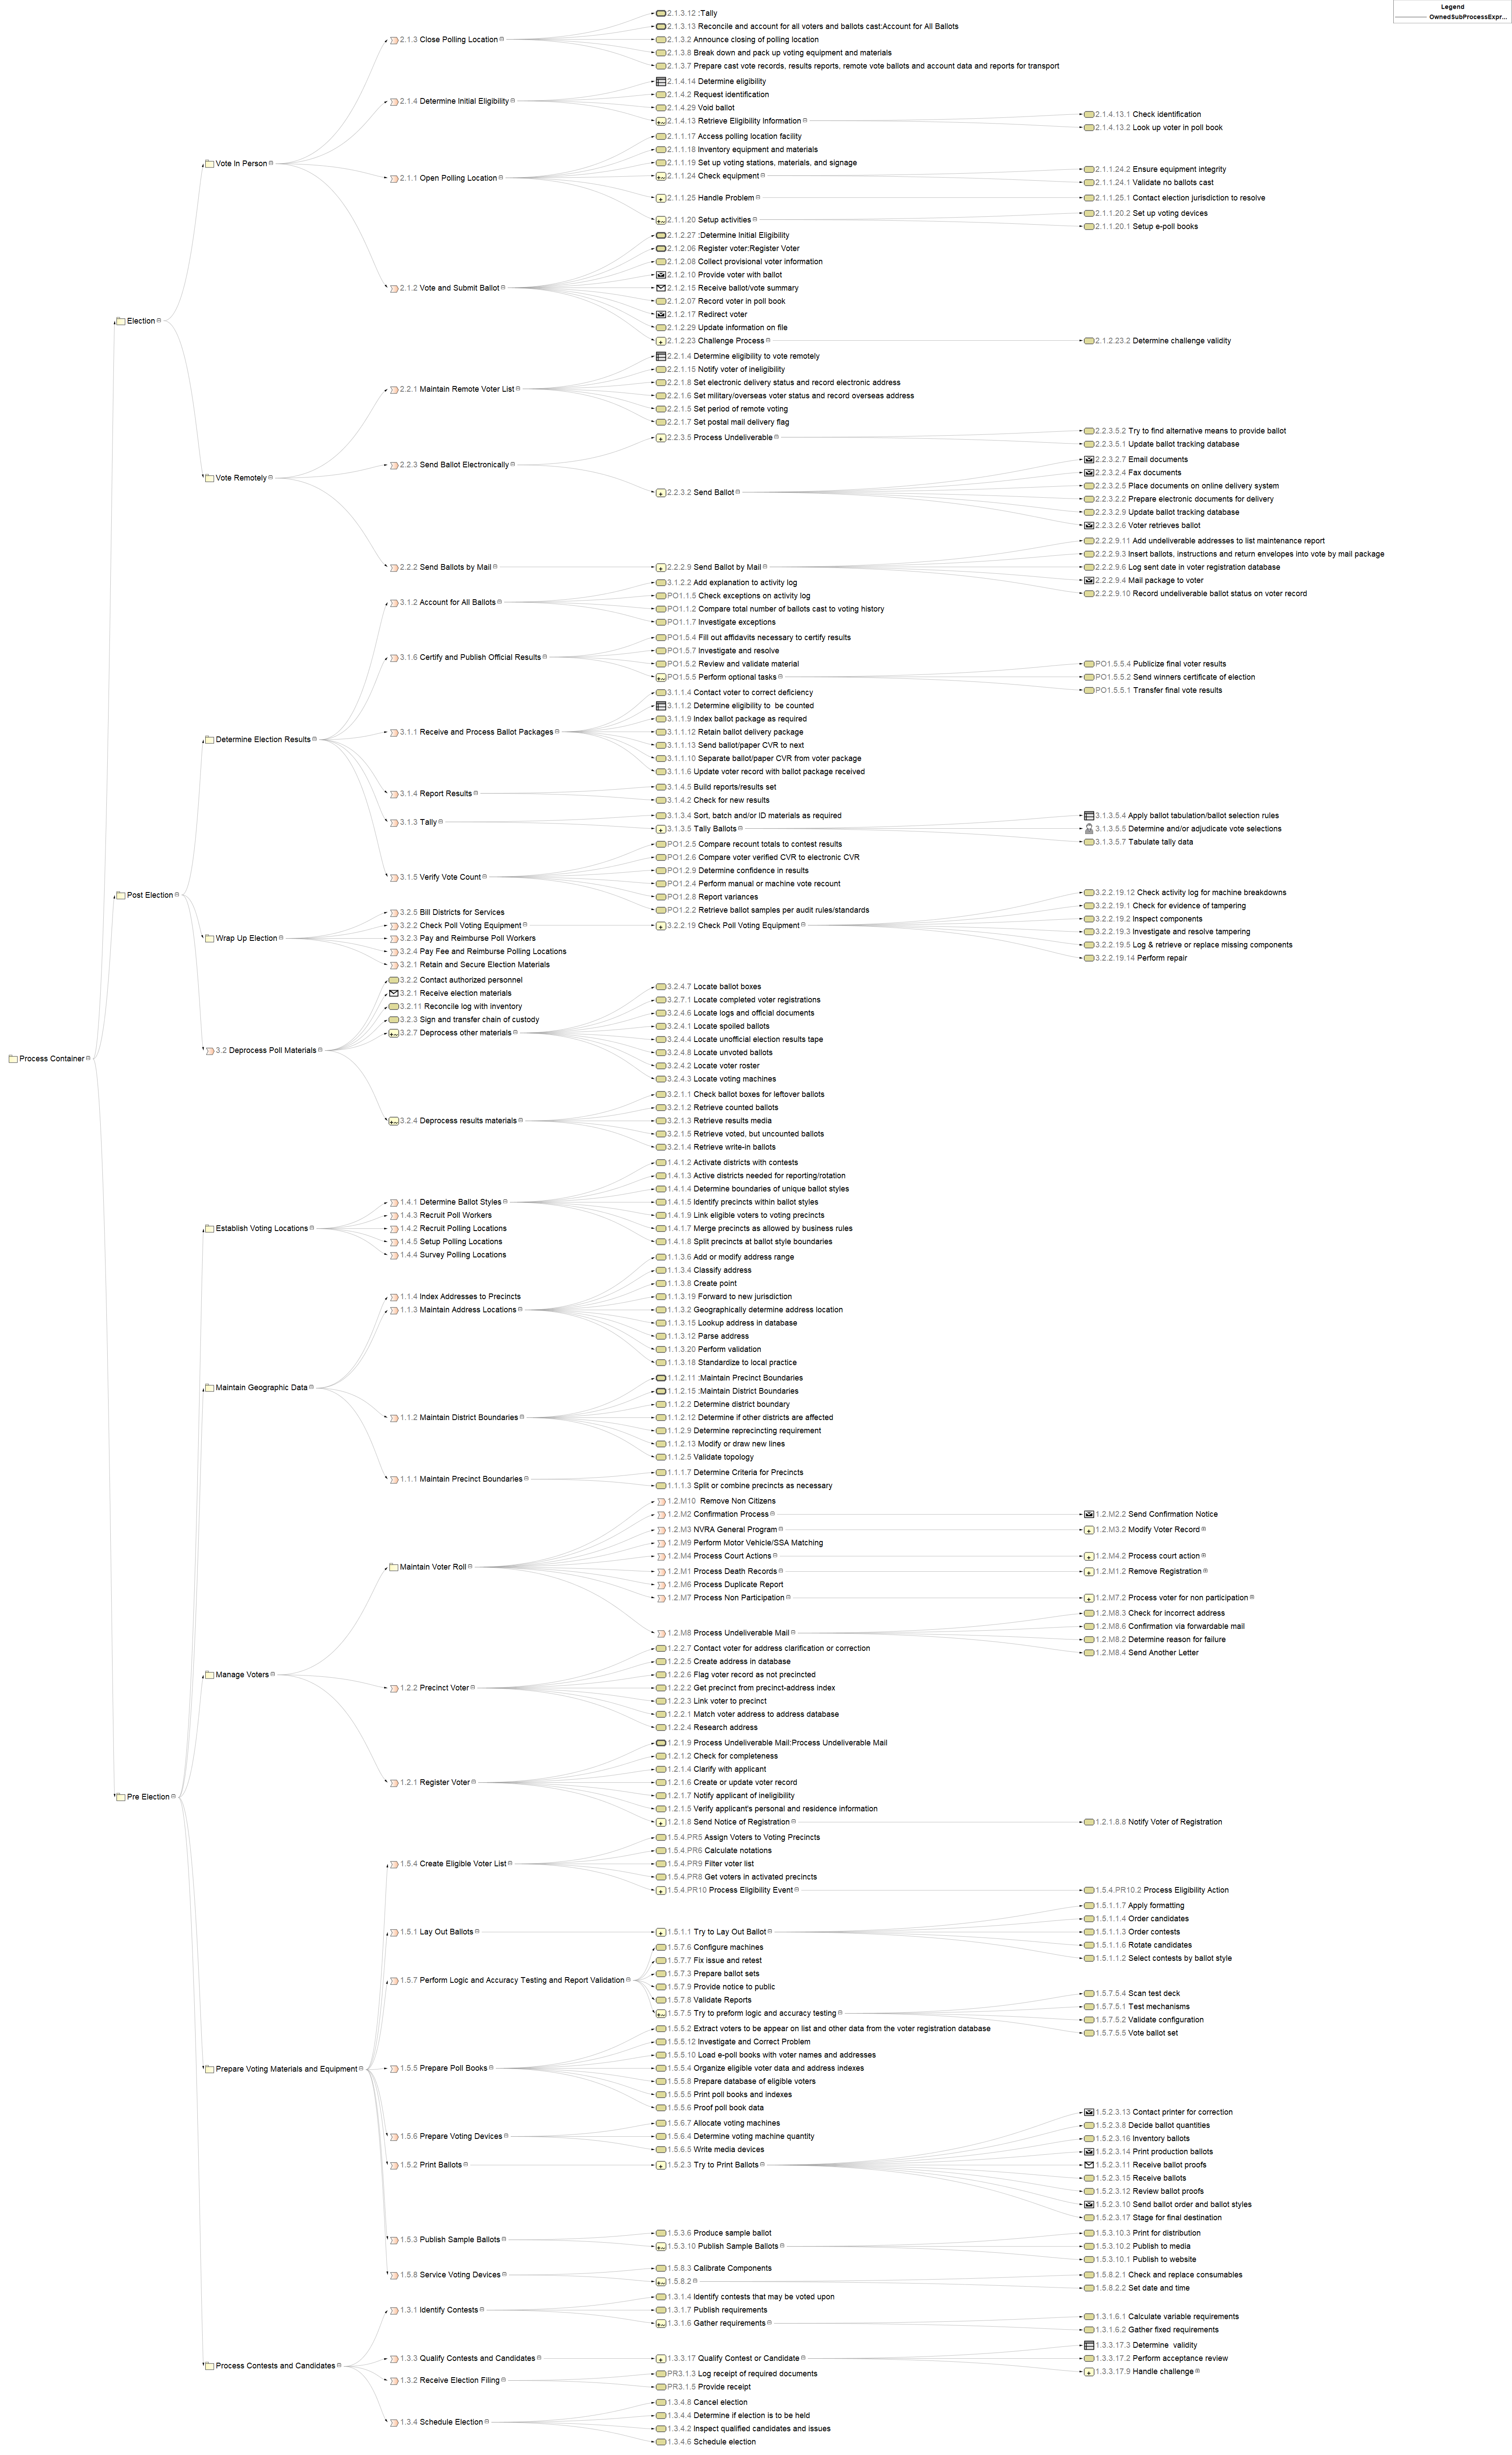 Legend
OwnedSubProcessExpr...
Process Container
Election
Vote In Person
2.1.3 Close Polling Location
2.1.3.12 :Tally
2.1.3.13 Reconcile and account for all voters and ballots cast:Account for All Ballots
2.1.3.2 Announce closing of polling location
2.1.3.8 Break down and pack up voting equipment and materials
2.1.3.7 Prepare cast vote records, results reports, remote vote ballots and account data and reports for transport
2.1.4 Determine Initial Eligibility
2.1.4.14 Determine eligibility
2.1.4.2 Request identification
2.1.4.29 Void ballot
2.1.4.13 Retrieve Eligibility Information
2.1.4.13.1 Check identification
2.1.4.13.2 Look up voter in poll book
2.1.1 Open Polling Location
2.1.1.17 Access polling location facility
2.1.1.18 Inventory equipment and materials
2.1.1.19 Set up voting stations, materials, and signage
2.1.1.24 Check equipment
2.1.1.24.2 Ensure equipment integrity
2.1.1.24.1 Validate no ballots cast
2.1.1.25 Handle Problem
2.1.1.25.1 Contact election jurisdiction to resolve
2.1.1.20 Setup activities
2.1.1.20.2 Set up voting devices
2.1.1.20.1 Setup e-poll books
2.1.2 Vote and Submit Ballot
2.1.2.27 :Determine Initial Eligibility
2.1.2.06 Register voter:Register Voter
2.1.2.08 Collect provisional voter information
2.1.2.10 Provide voter with ballot
2.1.2.15 Receive ballot/vote summary
2.1.2.07 Record voter in poll book
2.1.2.17 Redirect voter
2.1.2.29 Update information on file
2.1.2.23 Challenge Process
2.1.2.23.2 Determine challenge validity
Vote Remotely
2.2.1 Maintain Remote Voter List
2.2.1.4 Determine eligibility to vote remotely
2.2.1.15 Notify voter of ineligibility
2.2.1.8 Set electronic delivery status and record electronic address
2.2.1.6 Set military/overseas voter status and record overseas address
2.2.1.5 Set period of remote voting
2.2.1.7 Set postal mail delivery flag
2.2.3 Send Ballot Electronically
2.2.3.5 Process Undeliverable
2.2.3.5.2 Try to find alternative means to provide ballot
2.2.3.5.1 Update ballot tracking database
2.2.3.2 Send Ballot
2.2.3.2.7 Email documents
2.2.3.2.4 Fax documents
2.2.3.2.5 Place documents on online delivery system
2.2.3.2.2 Prepare electronic documents for delivery
2.2.3.2.9 Update ballot tracking database
2.2.3.2.6 Voter retrieves ballot
2.2.2 Send Ballots by Mail
2.2.2.9 Send Ballot by Mail
2.2.2.9.11 Add undeliverable addresses to list maintenance report
2.2.2.9.3 Insert ballots, instructions and return envelopes into vote by mail package
2.2.2.9.6 Log sent date in voter registration database
2.2.2.9.4 Mail package to voter
2.2.2.9.10 Record undeliverable ballot status on voter record
Post Election
Determine Election Results
3.1.2 Account for All Ballots
3.1.2.2 Add explanation to activity log
PO1.1.5 Check exceptions on activity log
PO1.1.2 Compare total number of ballots cast to voting history
PO1.1.7 Investigate exceptions
3.1.6 Certify and Publish Official Results
PO1.5.4 Fill out affidavits necessary to certify results
PO1.5.7 Investigate and resolve
PO1.5.2 Review and validate material
PO1.5.5 Perform optional tasks
PO1.5.5.4 Publicize final voter results
PO1.5.5.2 Send winners certificate of election
PO1.5.5.1 Transfer final vote results
3.1.1 Receive and Process Ballot Packages
3.1.1.4 Contact voter to correct deficiency
3.1.1.2 Determine eligibility to  be counted
3.1.1.9 Index ballot package as required
3.1.1.12 Retain ballot delivery package
3.1.1.13 Send ballot/paper CVR to next
3.1.1.10 Separate ballot/paper CVR from voter package
3.1.1.6 Update voter record with ballot package received
3.1.4 Report Results
3.1.4.5 Build reports/results set
3.1.4.2 Check for new results
3.1.3 Tally
3.1.3.4 Sort, batch and/or ID materials as required
3.1.3.5 Tally Ballots
3.1.3.5.4 Apply ballot tabulation/ballot selection rules
3.1.3.5.5 Determine and/or adjudicate vote selections
3.1.3.5.7 Tabulate tally data
3.1.5 Verify Vote Count
PO1.2.5 Compare recount totals to contest results
PO1.2.6 Compare voter verified CVR to electronic CVR
PO1.2.9 Determine confidence in results
PO1.2.4 Perform manual or machine vote recount
PO1.2.8 Report variances
PO1.2.2 Retrieve ballot samples per audit rules/standards
Wrap Up Election
3.2.5 Bill Districts for Services
3.2.2 Check Poll Voting Equipment
3.2.2.19 Check Poll Voting Equipment
3.2.2.19.12 Check activity log for machine breakdowns
3.2.2.19.1 Check for evidence of tampering
3.2.2.19.2 Inspect components
3.2.2.19.3 Investigate and resolve tampering
3.2.2.19.5 Log & retrieve or replace missing components
3.2.2.19.14 Perform repair
3.2.3 Pay and Reimburse Poll Workers
3.2.4 Pay Fee and Reimburse Polling Locations
3.2.1 Retain and Secure Election Materials
3.2 Deprocess Poll Materials
3.2.2 Contact authorized personnel
3.2.1 Receive election materials
3.2.11 Reconcile log with inventory
3.2.3 Sign and transfer chain of custody
3.2.7 Deprocess other materials
3.2.4.7 Locate ballot boxes
3.2.7.1 Locate completed voter registrations
3.2.4.6 Locate logs and official documents
3.2.4.1 Locate spoiled ballots
3.2.4.4 Locate unofficial election results tape
3.2.4.8 Locate unvoted ballots
3.2.4.2 Locate voter roster
3.2.4.3 Locate voting machines
3.2.4 Deprocess results materials
3.2.1.1 Check ballot boxes for leftover ballots
3.2.1.2 Retrieve counted ballots
3.2.1.3 Retrieve results media
3.2.1.5 Retrieve voted, but uncounted ballots
3.2.1.4 Retrieve write-in ballots
Pre Election
Establish Voting Locations
1.4.1 Determine Ballot Styles
1.4.1.2 Activate districts with contests
1.4.1.3 Active districts needed for reporting/rotation
1.4.1.4 Determine boundaries of unique ballot styles
1.4.1.5 Identify precincts within ballot styles
1.4.1.9 Link eligible voters to voting precincts
1.4.1.7 Merge precincts as allowed by business rules
1.4.1.8 Split precincts at ballot style boundaries
1.4.3 Recruit Poll Workers
1.4.2 Recruit Polling Locations
1.4.5 Setup Polling Locations
1.4.4 Survey Polling Locations
Maintain Geographic Data
1.1.4 Index Addresses to Precincts
1.1.3 Maintain Address Locations
1.1.3.6 Add or modify address range
1.1.3.4 Classify address
1.1.3.8 Create point
1.1.3.19 Forward to new jurisdiction
1.1.3.2 Geographically determine address location
1.1.3.15 Lookup address in database
1.1.3.12 Parse address
1.1.3.20 Perform validation
1.1.3.18 Standardize to local practice
1.1.2 Maintain District Boundaries
1.1.2.11 :Maintain Precinct Boundaries
1.1.2.15 :Maintain District Boundaries
1.1.2.2 Determine district boundary
1.1.2.12 Determine if other districts are affected
1.1.2.9 Determine reprecincting requirement
1.1.2.13 Modify or draw new lines
1.1.2.5 Validate topology
1.1.1 Maintain Precinct Boundaries
1.1.1.7 Determine Criteria for Precincts
1.1.1.3 Split or combine precincts as necessary
Manage Voters
Maintain Voter Roll
1.2.M10  Remove Non Citizens
1.2.M2 Confirmation Process
1.2.M2.2 Send Confirmation Notice
1.2.M3 NVRA General Program
1.2.M3.2 Modify Voter Record
1.2.M9 Perform Motor Vehicle/SSA Matching
1.2.M4 Process Court Actions
1.2.M4.2 Process court action
1.2.M1 Process Death Records
1.2.M1.2 Remove Registration
1.2.M6 Process Duplicate Report
1.2.M7 Process Non Participation
1.2.M7.2 Process voter for non participation
1.2.M8 Process Undeliverable Mail
1.2.M8.3 Check for incorrect address
1.2.M8.6 Confirmation via forwardable mail
1.2.M8.2 Determine reason for failure
1.2.M8.4 Send Another Letter
1.2.2 Precinct Voter
1.2.2.7 Contact voter for address clarification or correction
1.2.2.5 Create address in database
1.2.2.6 Flag voter record as not precincted
1.2.2.2 Get precinct from precinct-address index
1.2.2.3 Link voter to precinct
1.2.2.1 Match voter address to address database
1.2.2.4 Research address
1.2.1 Register Voter
1.2.1.9 Process Undeliverable Mail:Process Undeliverable Mail
1.2.1.2 Check for completeness
1.2.1.4 Clarify with applicant
1.2.1.6 Create or update voter record
1.2.1.7 Notify applicant of ineligibility
1.2.1.5 Verify applicant's personal and residence information
1.2.1.8 Send Notice of Registration
1.2.1.8.8 Notify Voter of Registration
Prepare Voting Materials and Equipment
1.5.4 Create Eligible Voter List
1.5.4.PR5 Assign Voters to Voting Precincts
1.5.4.PR6 Calculate notations
1.5.4.PR9 Filter voter list
1.5.4.PR8 Get voters in activated precincts
1.5.4.PR10 Process Eligibility Event
1.5.4.PR10.2 Process Eligibility Action
1.5.1 Lay Out Ballots
1.5.1.1 Try to Lay Out Ballot
1.5.1.1.7 Apply formatting
1.5.1.1.4 Order candidates
1.5.1.1.3 Order contests
1.5.1.1.6 Rotate candidates
1.5.1.1.2 Select contests by ballot style
1.5.7 Perform Logic and Accuracy Testing and Report Validation
1.5.7.6 Configure machines
1.5.7.7 Fix issue and retest
1.5.7.3 Prepare ballot sets
1.5.7.9 Provide notice to public
1.5.7.8 Validate Reports
1.5.7.5 Try to preform logic and accuracy testing
1.5.7.5.4 Scan test deck
1.5.7.5.1 Test mechanisms
1.5.7.5.2 Validate configuration
1.5.7.5.5 Vote ballot set
1.5.5 Prepare Poll Books
1.5.5.2 Extract voters to be appear on list and other data from the voter registration database
1.5.5.12 Investigate and Correct Problem
1.5.5.10 Load e-poll books with voter names and addresses
1.5.5.4 Organize eligible voter data and address indexes
1.5.5.8 Prepare database of eligible voters
1.5.5.5 Print poll books and indexes
1.5.5.6 Proof poll book data
1.5.6 Prepare Voting Devices
1.5.6.7 Allocate voting machines
1.5.6.4 Determine voting machine quantity
1.5.6.5 Write media devices
1.5.2 Print Ballots
1.5.2.3 Try to Print Ballots
1.5.2.3.13 Contact printer for correction
1.5.2.3.8 Decide ballot quantities
1.5.2.3.16 Inventory ballots
1.5.2.3.14 Print production ballots
1.5.2.3.11 Receive ballot proofs
1.5.2.3.15 Receive ballots
1.5.2.3.12 Review ballot proofs
1.5.2.3.10 Send ballot order and ballot styles
1.5.2.3.17 Stage for final destination
1.5.3 Publish Sample Ballots
1.5.3.6 Produce sample ballot
1.5.3.10 Publish Sample Ballots
1.5.3.10.3 Print for distribution
1.5.3.10.2 Publish to media
1.5.3.10.1 Publish to website
1.5.8 Service Voting Devices
1.5.8.3 Calibrate Components
1.5.8.2
1.5.8.2.1 Check and replace consumables
1.5.8.2.2 Set date and time
Process Contests and Candidates
1.3.1 Identify Contests
1.3.1.4 Identify contests that may be voted upon
1.3.1.7 Publish requirements
1.3.1.6 Gather requirements
1.3.1.6.1 Calculate variable requirements
1.3.1.6.2 Gather fixed requirements
1.3.3 Qualify Contests and Candidates
1.3.3.17 Qualify Contest or Candidate
1.3.3.17.3 Determine  validity
1.3.3.17.2 Perform acceptance review
1.3.3.17.9 Handle challenge
1.3.2 Receive Election Filing
PR3.1.3 Log receipt of required documents
PR3.1.5 Provide receipt
1.3.4 Schedule Election
1.3.4.8 Cancel election
1.3.4.4 Determine if election is to be held
1.3.4.2 Inspect qualified candidates and issues
1.3.4.6 Schedule election